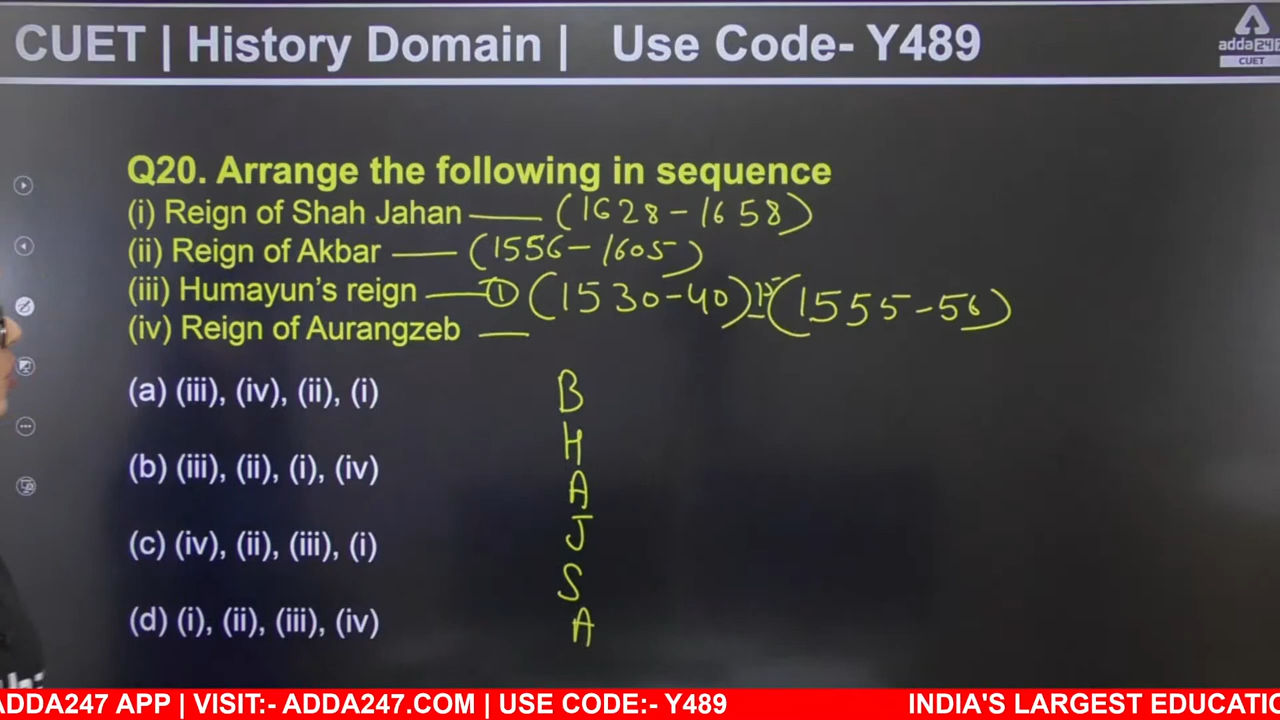 CUET | History Domain | Use Code- Y489
adda247
CUET
Q20. Arrange the following in sequence
(i) Reign of Shah Jahan —— (1628-1658)
(ii) Reign of Akbar —— (1556-1605)
(iii) Humayun's reign —— ① (1530-40) (1555-56)
(iv) Reign of Aurangzeb ——
(a) (iii), (iv), (ii), (i)
(b) (iii), (ii), (i), (iv)
(c) (iv), (ii), (iii), (i)
(d) (i), (ii), (iii), (iv)
B
H
A
J
S
A
ADDA247 APP | VISIT:- ADDA247.COM | USE CODE:- Y489 INDIA'S LARGEST EDUCATIO